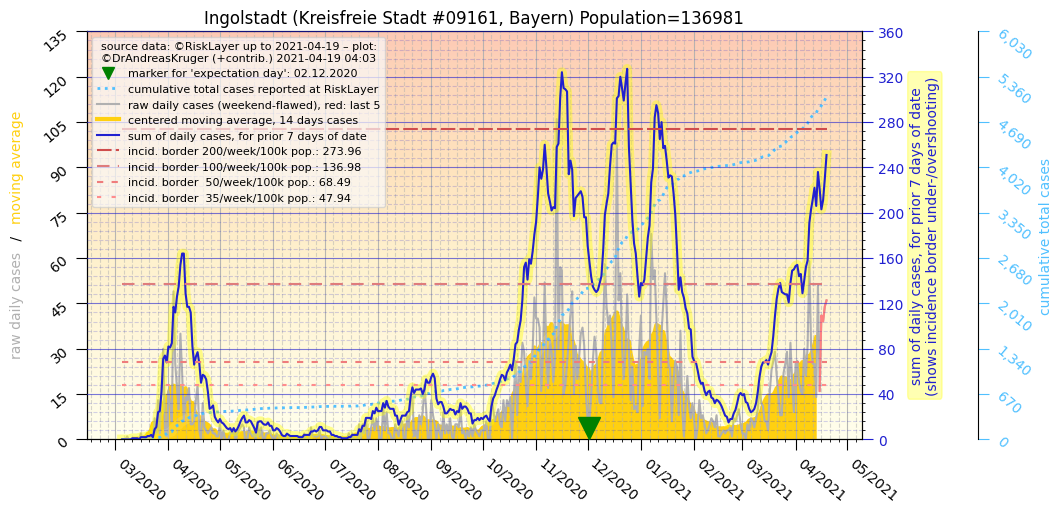 Ingolstadt (Kreisfreie Stadt #09161, Bayern) Population=136981
source data: ©RiskLayer up to 2021-04-19 – plot:
©DrAndreasKruger (+contrib.) 2021-04-19 04:03
marker for 'expectation day': 02.12.2020
cumulative total cases reported at RiskLayer
raw daily cases (weekend-flawed), red: last 5
centered moving average, 14 days cases
sum of daily cases, for prior 7 days of date
incid. border 200/week/100k pop.: 273.96
incid. border 100/week/100k pop.: 136.98
incid. border  50/week/100k pop.: 68.49
incid. border  35/week/100k pop.: 47.94
raw daily cases / moving average
135
120
105
90
75
60
45
30
15
0
360
320
280
240
200
160
120
80
40
0
sum of daily cases, for prior 7 days of date
(shows incidence border under-/overshooting)
6,030
5,360
4,690
4,020
3,350
2,680
2,010
1,340
670
0
cumulative total cases
03/2020
04/2020
05/2020
06/2020
07/2020
08/2020
09/2020
10/2020
11/2020
12/2020
01/2021
02/2021
03/2021
04/2021
05/2021